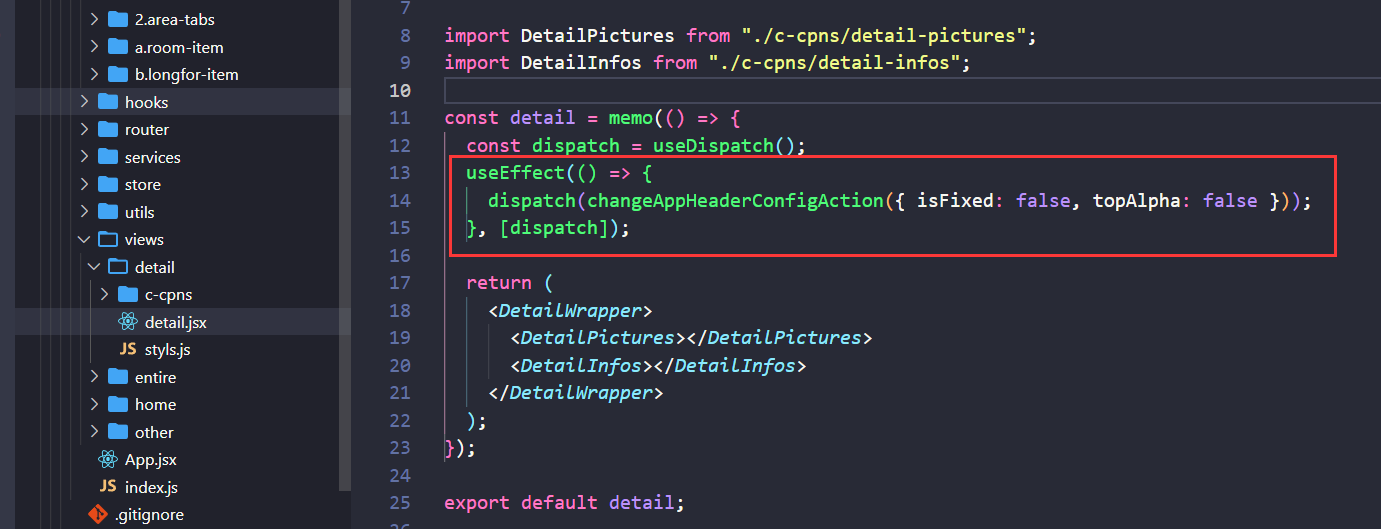 2.area-tabs
a.room-item
b.longfor-item
hooks
router
services
store
utils
views
detail
c-cpns
detail.jsx
JS styls.js
entire
home
other
App.jsx
JS index.js
.gitignore
7
8 import DetailPictures from "./c-cpns/detail-pictures";
9 import DetailInfos from "./c-cpns/detail-infos";
10
11 const detail = memo(() => {
12 const dispatch = useDispatch();
13 useEffect(() => {
14 dispatch(changeAppHeaderConfigAction({ isFixed: false, topAlpha: false }));
15 }, [dispatch]);
16
17 return (
18 <DetailWrapper>
19 <DetailPictures></DetailPictures>
20 <DetailInfos></DetailInfos>
21 </DetailWrapper>
22 );
23 });
24
25 export default detail;